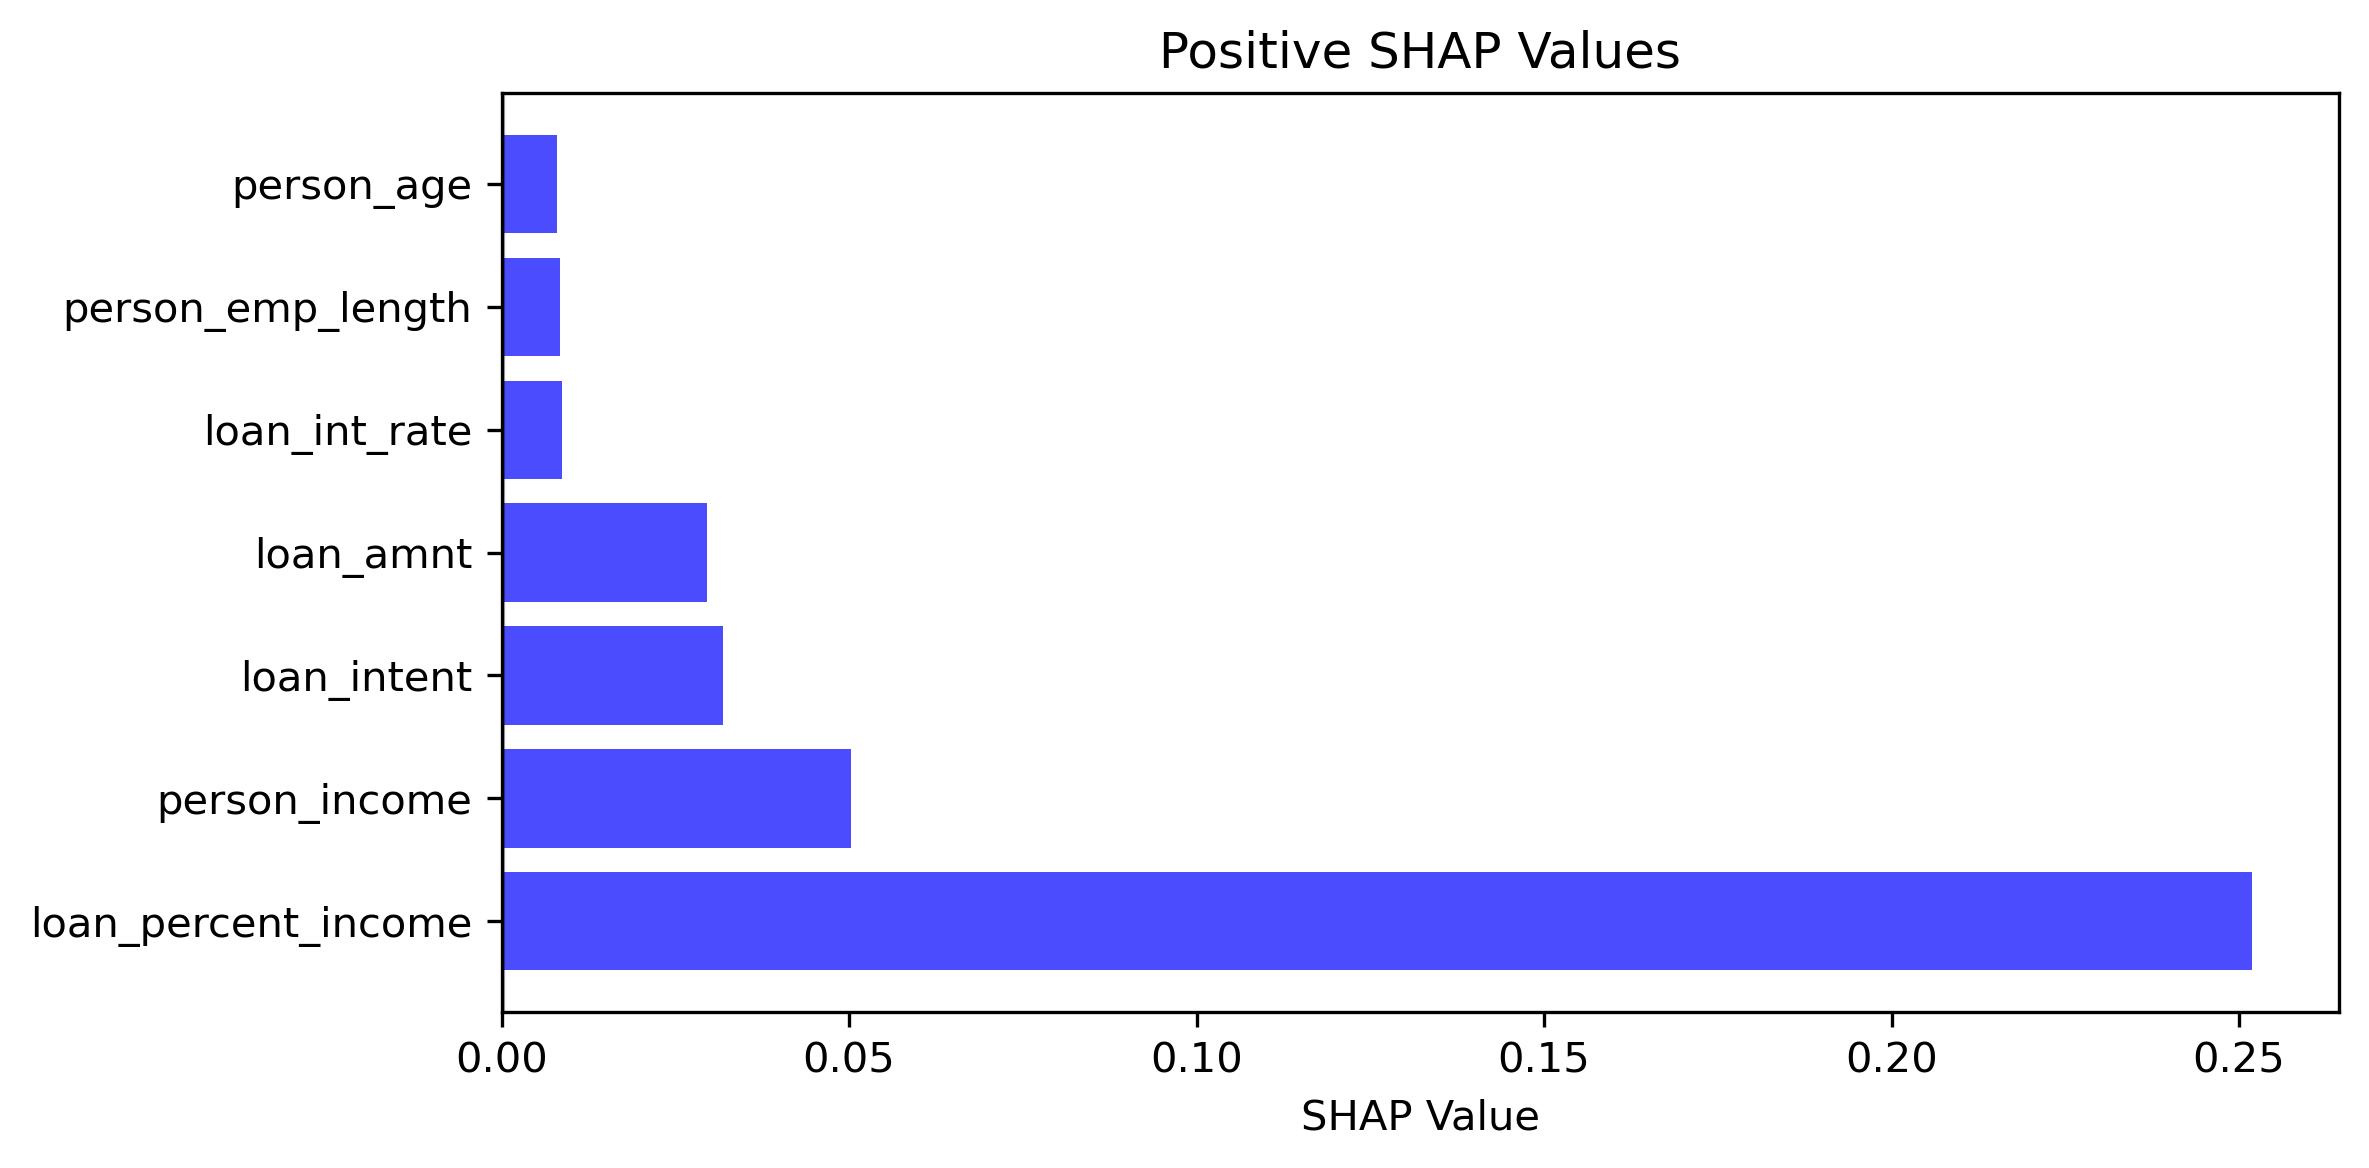 Positive SHAP Values
person_age
person_emp_length
loan_int_rate
loan_amnt
loan_intent
person_income
loan_percent_income
0.00 0.05 0.10 0.15 0.20 0.25
SHAP Value